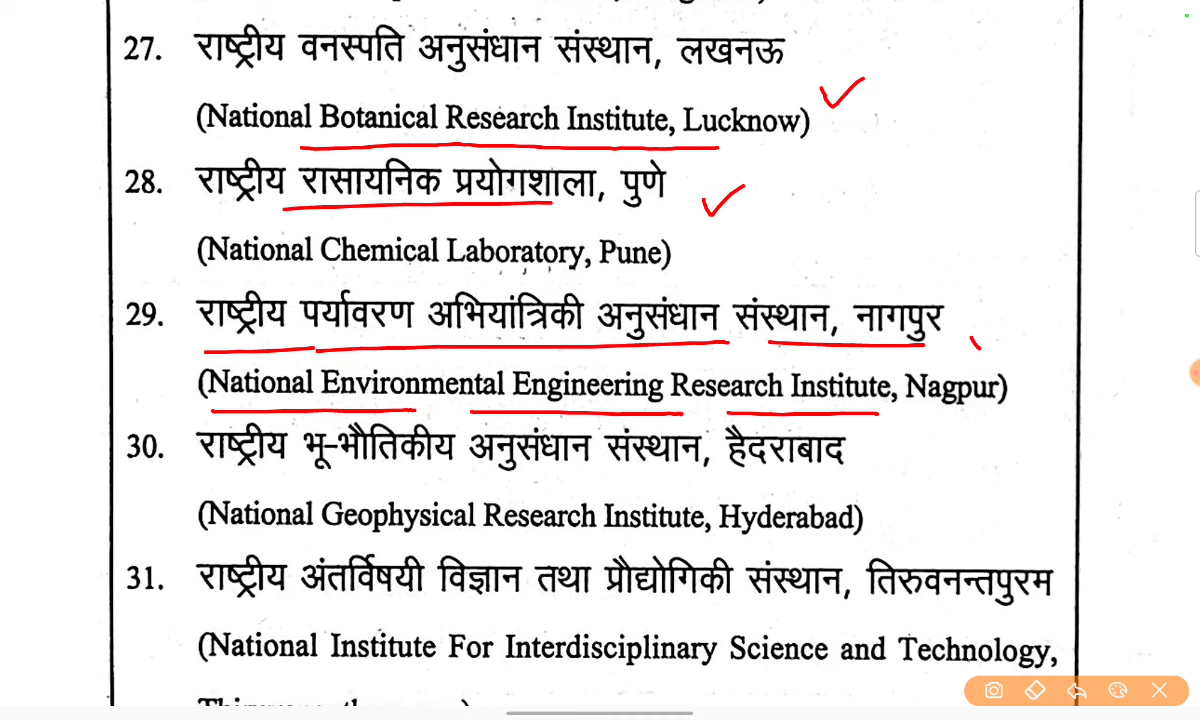 27. राष्ट्रीय वनस्पति अनुसंधान संस्थान, लखनऊ
(National Botanical Research Institute, Lucknow)
28. राष्ट्रीय रासायनिक प्रयोगशाला, पुणे
(National Chemical Laboratory, Pune)
29. राष्ट्रीय पर्यावरण अभियांत्रिकी अनुसंधान संस्थान, नागपुर
(National Environmental Engineering Research Institute, Nagpur)
30. राष्ट्रीय भू-भौतिकीय अनुसंधान संस्थान, हैदराबाद
(National Geophysical Research Institute, Hyderabad)
31. राष्ट्रीय अंतर्विषयी विज्ञान तथा प्रौद्योगिकी संस्थान, तिरुवनन्तपुरम
(National Institute For Interdisciplinary Science and Technology,